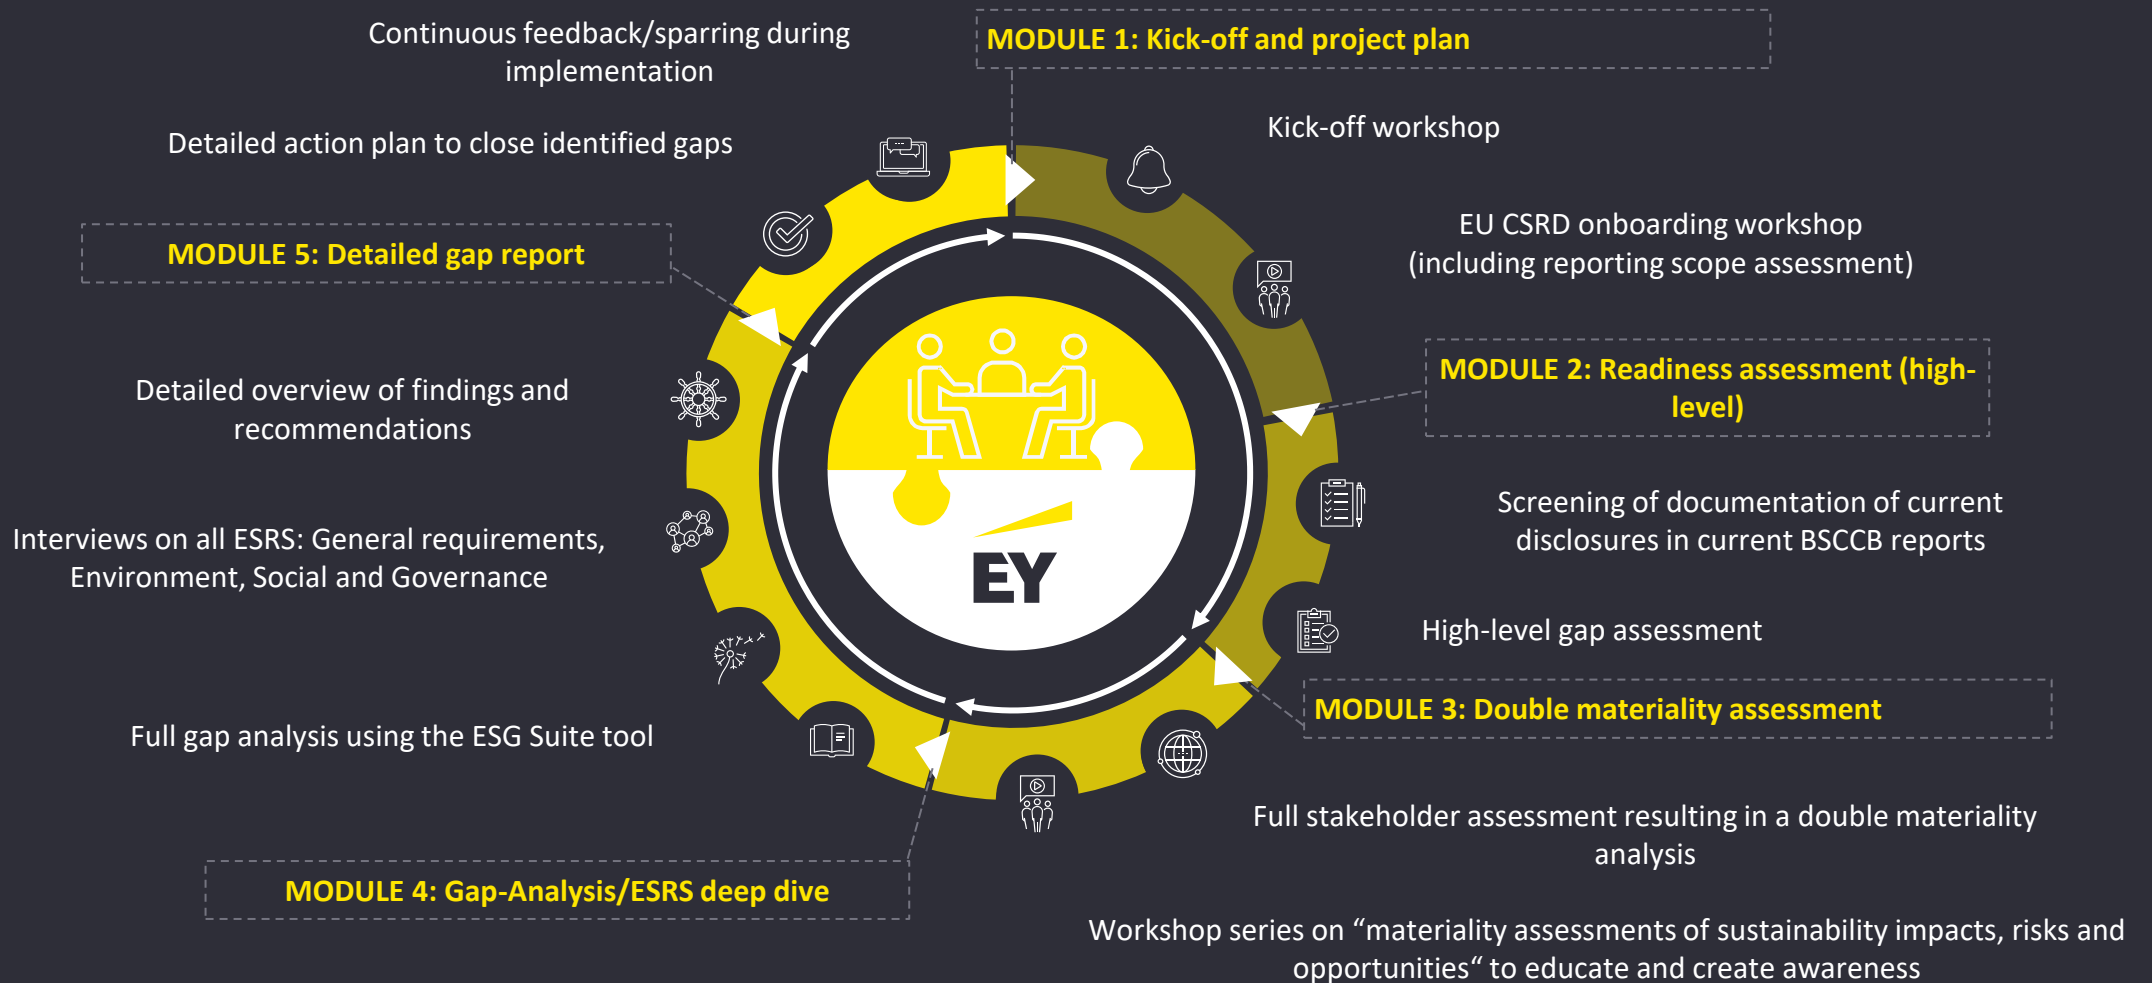 MODULE 1: Kick-off and project plan
Kick-off workshop
EU CSRD onboarding workshop
(including reporting scope assessment)
MODULE 2: Readiness assessment (high-
level)
Screening of documentation of current
disclosures in current BSCCB reports
High-level gap assessment
MODULE 3: Double materiality assessment
Full stakeholder assessment resulting in a double materiality
analysis
Workshop series on “materiality assessments of sustainability impacts, risks and
opportunities“ to educate and create awareness
MODULE 4: Gap-Analysis/ESRS deep dive
Full gap analysis using the ESG Suite tool
Interviews on all ESRS: General requirements,
Environment, Social and Governance
Detailed overview of findings and
recommendations
MODULE 5: Detailed gap report
Detailed action plan to close identified gaps
Continuous feedback/sparring during
implementation
EY